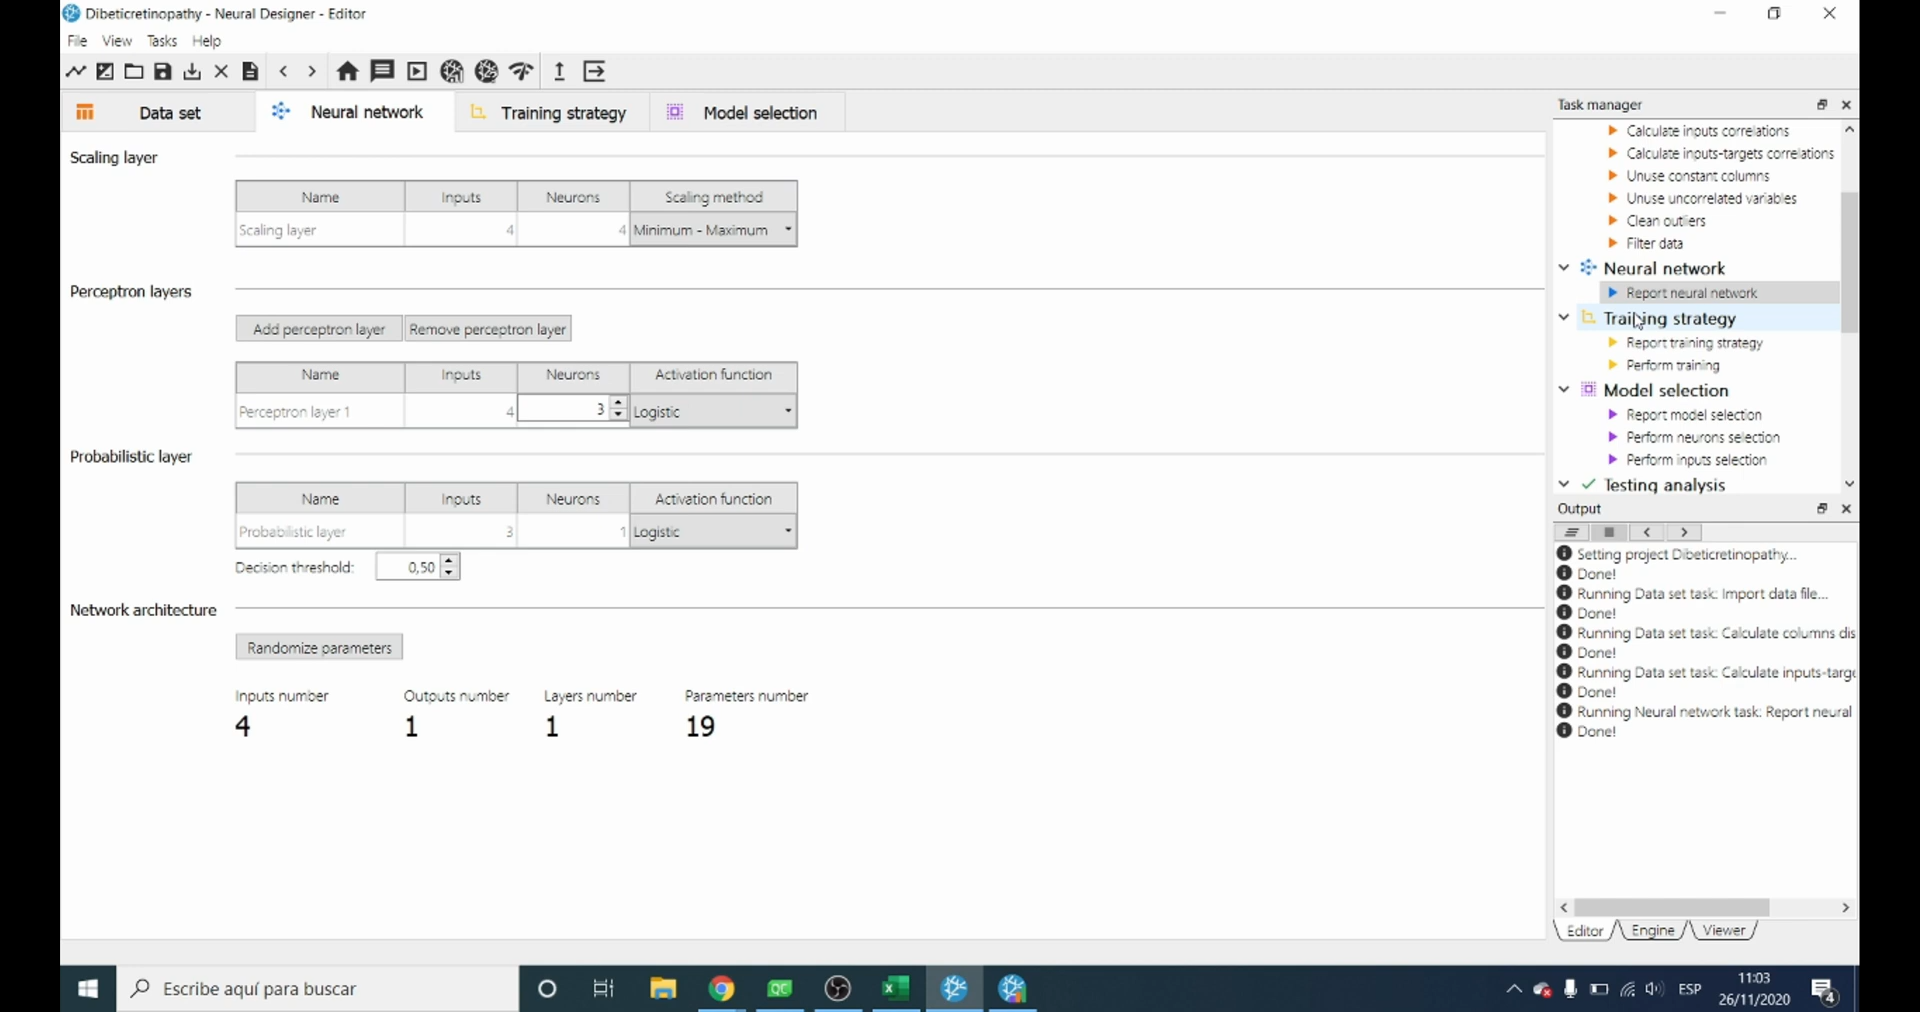 Dibeticretinopathy - Neural Designer - Editor
File View Tasks Help
Data set
Neural network
Training strategy
Model selection
Scaling layer
Name Inputs Neurons Scaling method
Scaling layer 4 4 Minimum - Maximum
Perceptron layers
Add perceptron layer Remove perceptron layer
Name Inputs Neurons Activation function
Perceptron layer 1 4 3 Logistic
Probabilistic layer
Name Inputs Neurons Activation function
Probabilistic layer 3 1 Logistic
Decision threshold: 0,50
Network architecture
Randomize parameters
Inputs number Outputs number Layers number Parameters number
4 1 1 19
Task manager
Calculate inputs correlations
Calculate inputs-targets correlations
Unuse constant columns
Unuse uncorrelated variables
Clean outliers
Filter data
Neural network
Report neural network
Training strategy
Report training strategy
Perform training
Model selection
Report model selection
Perform neurons selection
Perform inputs selection
Testing analysis
Output
Setting project Dibeticretinopathy...
Done!
Running Data set task: Import data file...
Done!
Running Data set task: Calculate columns dis
Done!
Running Data set task: Calculate inputs-targe
Done!
Running Neural network task: Report neural
Done!
Editor Engine Viewer
Escribe aquí para buscar
QC
ESP
11:03
26/11/2020
4